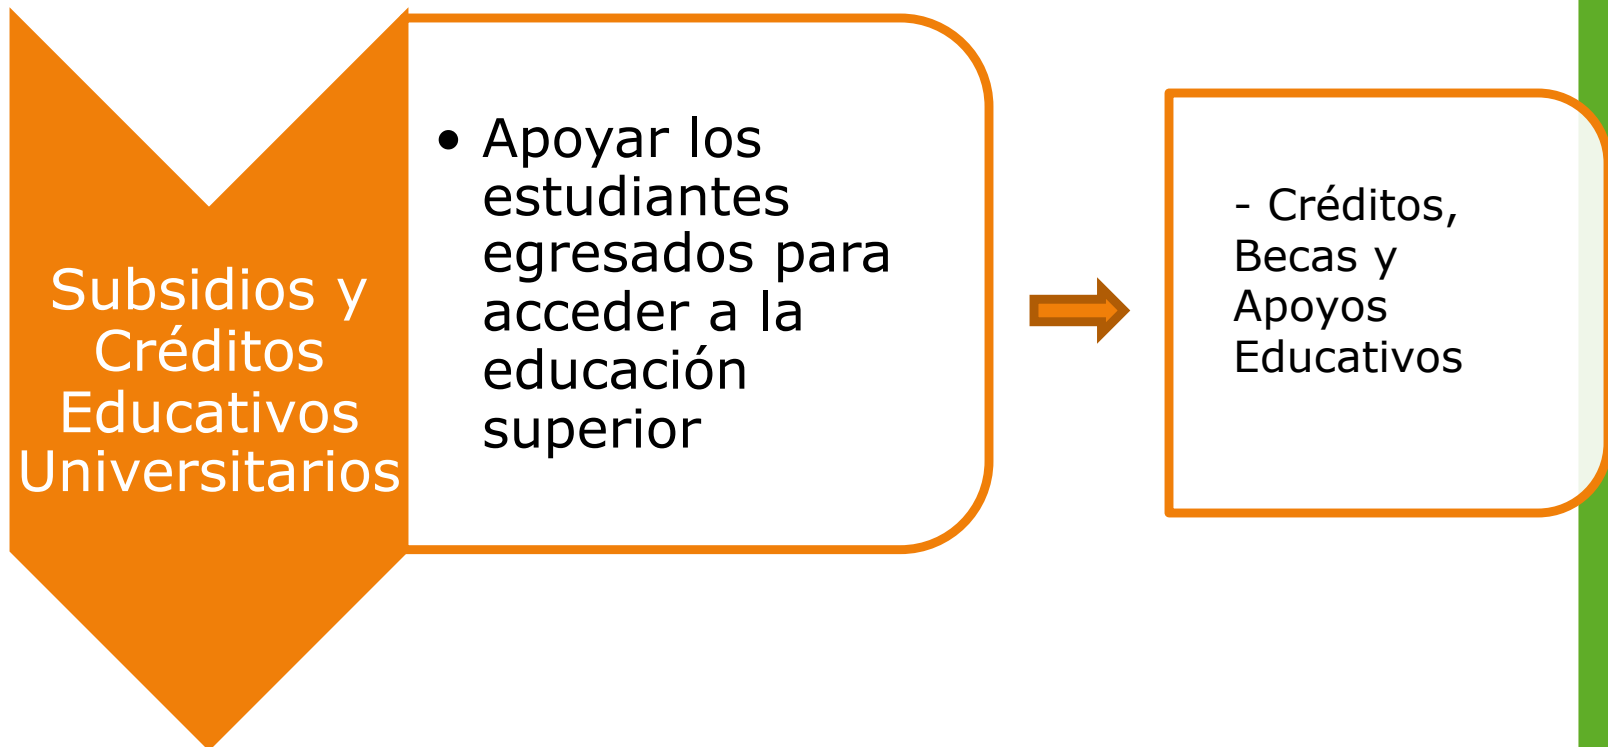 Subsidios y
Créditos
Educativos
Universitarios
• Apoyar los
estudiantes
egresados para
acceder a la
educación
superior
- Créditos,
Becas y
Apoyos
Educativos